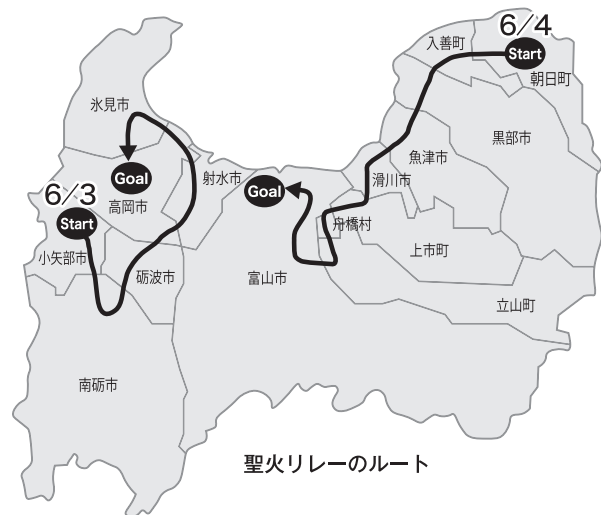 6/4
Start
入善町
朝日町
氷見市
黒部市
魚津市
射水市
滑川市
Goal
Goal
高岡市
6/3
Start
舟橋村
小矢部市
上市町
砺波市
富山市
立山町
南砺市
聖火リレーのルート